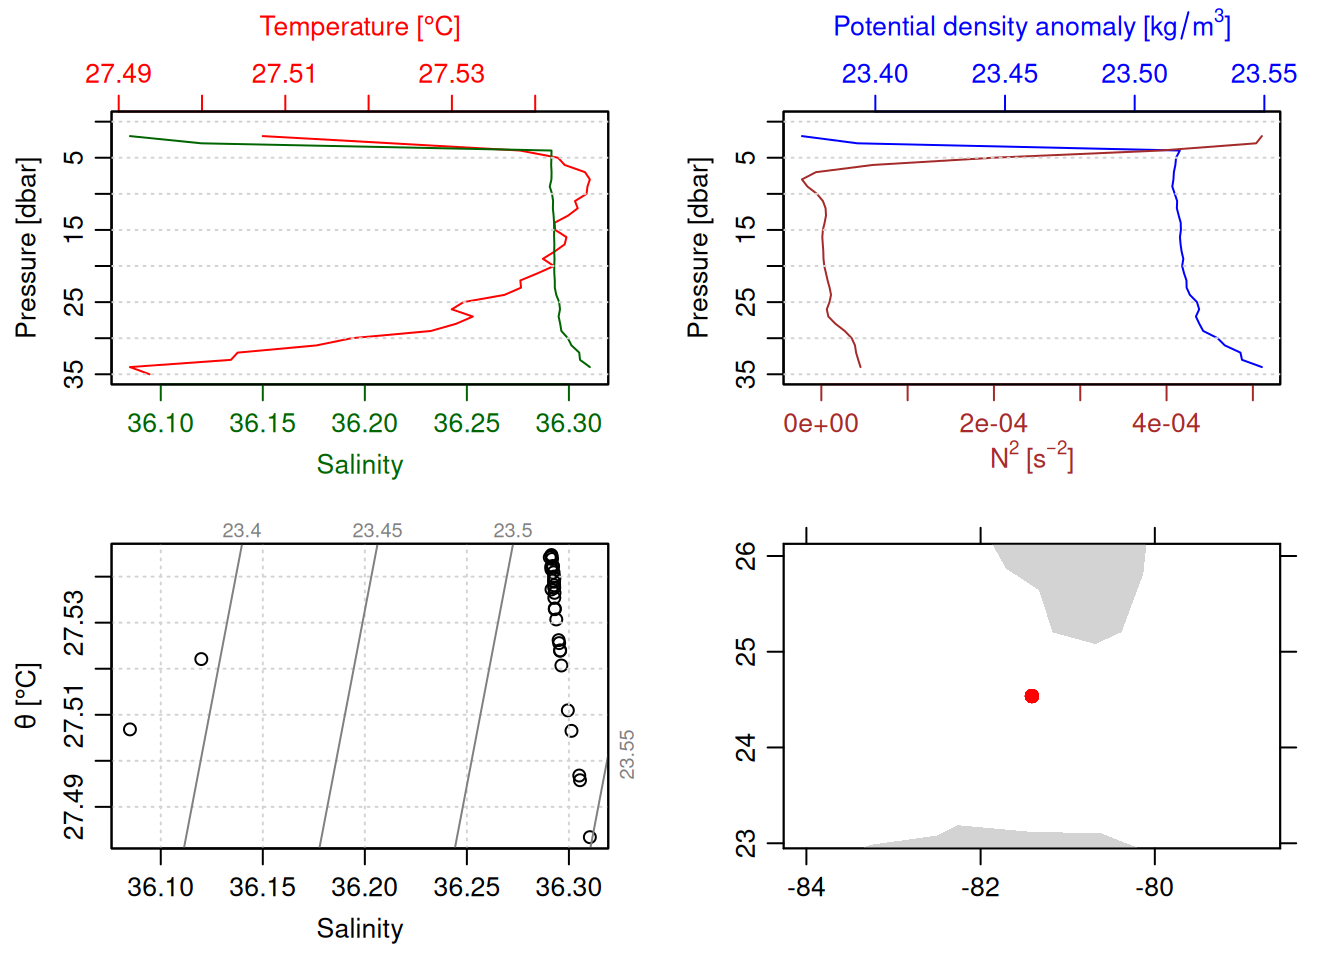 Temperature [°C]
27.49 27.51 27.53
Pressure [dbar]
5 15 25 35
36.10 36.15 36.20 36.25 36.30
Salinity
Potential density anomaly [kg/m³]
23.40 23.45 23.50 23.55
Pressure [dbar]
5 15 25 35
0e+00 2e-04 4e-04
N² [s⁻²]
23.4 23.45 23.5
23.55
θ [°C]
27.53 27.51 27.49
36.10 36.15 36.20 36.25 36.30
Salinity
26 25 24 23
-84 -82 -80